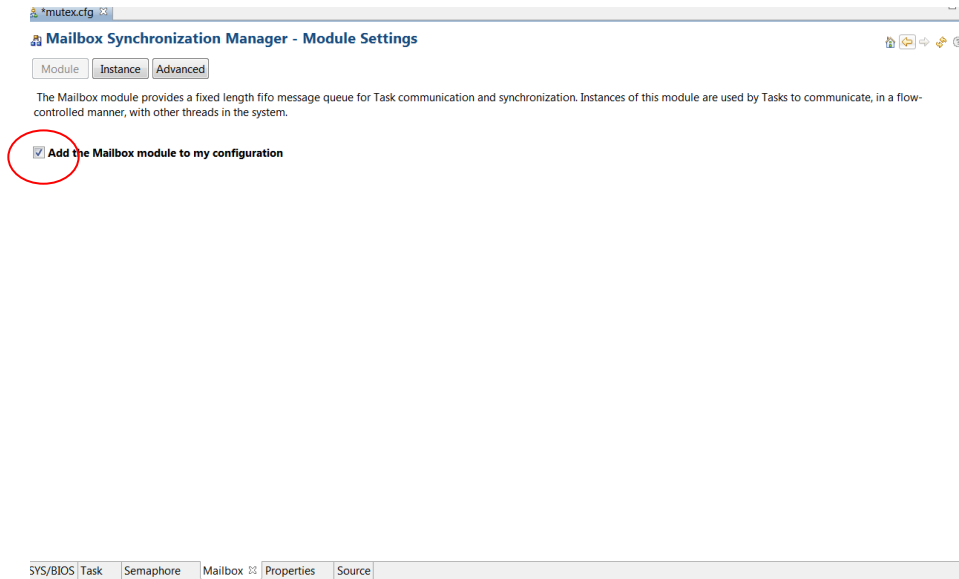 *mutex.cfg
Mailbox Synchronization Manager - Module Settings
Module Instance Advanced
The Mailbox module provides a fixed length fifo message queue for Task communication and synchronization. Instances of this module are used by Tasks to communicate, in a flow-
controlled manner, with other threads in the system.
Add the Mailbox module to my configuration
SYS/BIOS Task Semaphore Mailbox Properties Source